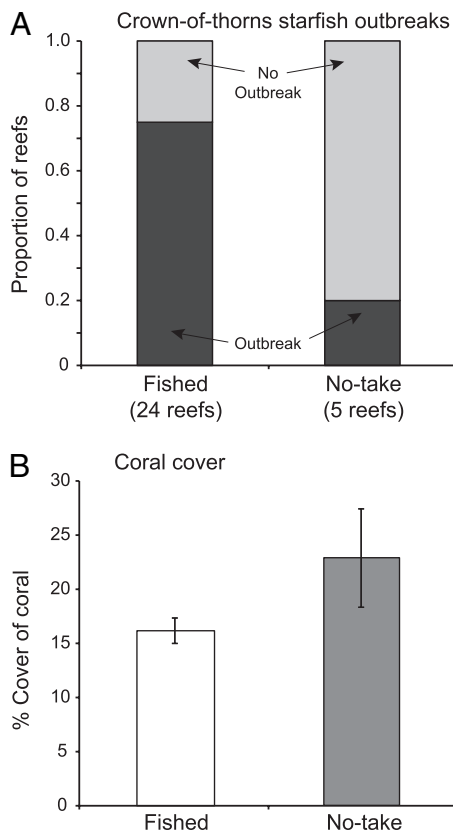 A
Crown-of-thorns starfish outbreaks
1.0
0.8
0.6
0.4
0.2
0
Proportion of reefs
No
Outbreak
Outbreak
Fished
(24 reefs)
No-take
(5 reefs)
B
Coral cover
30
25
20
15
10
5
0
% Cover of coral
Fished
No-take